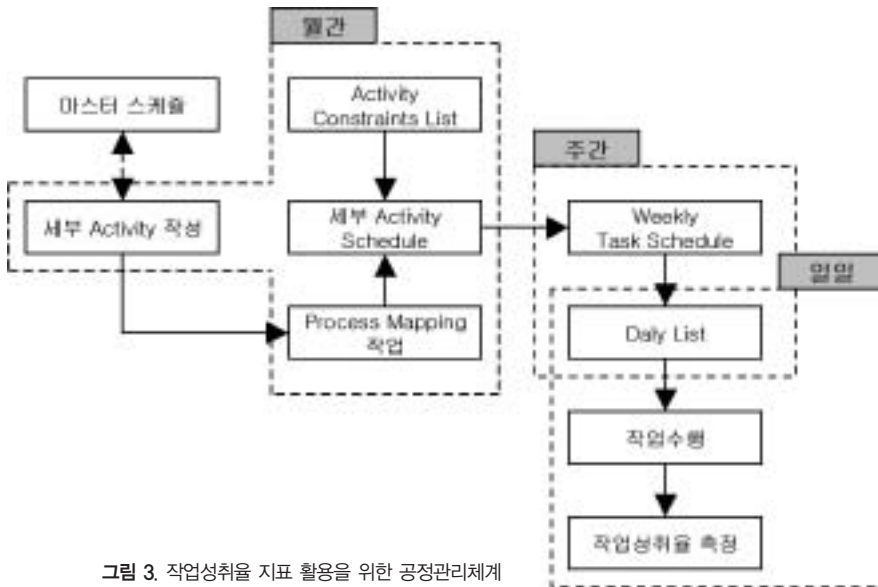 월간
마스터 스케쥴
Activity
Constraints List
주간
세부 Activity 작성
세부 Activity
Schedule
Weekly
Task Schedule
일일
Process Mapping
작업
Daly List
작업수행
작업성취율 측정
그림 3. 작업성취율 지표 활용을 위한 공정관리체계